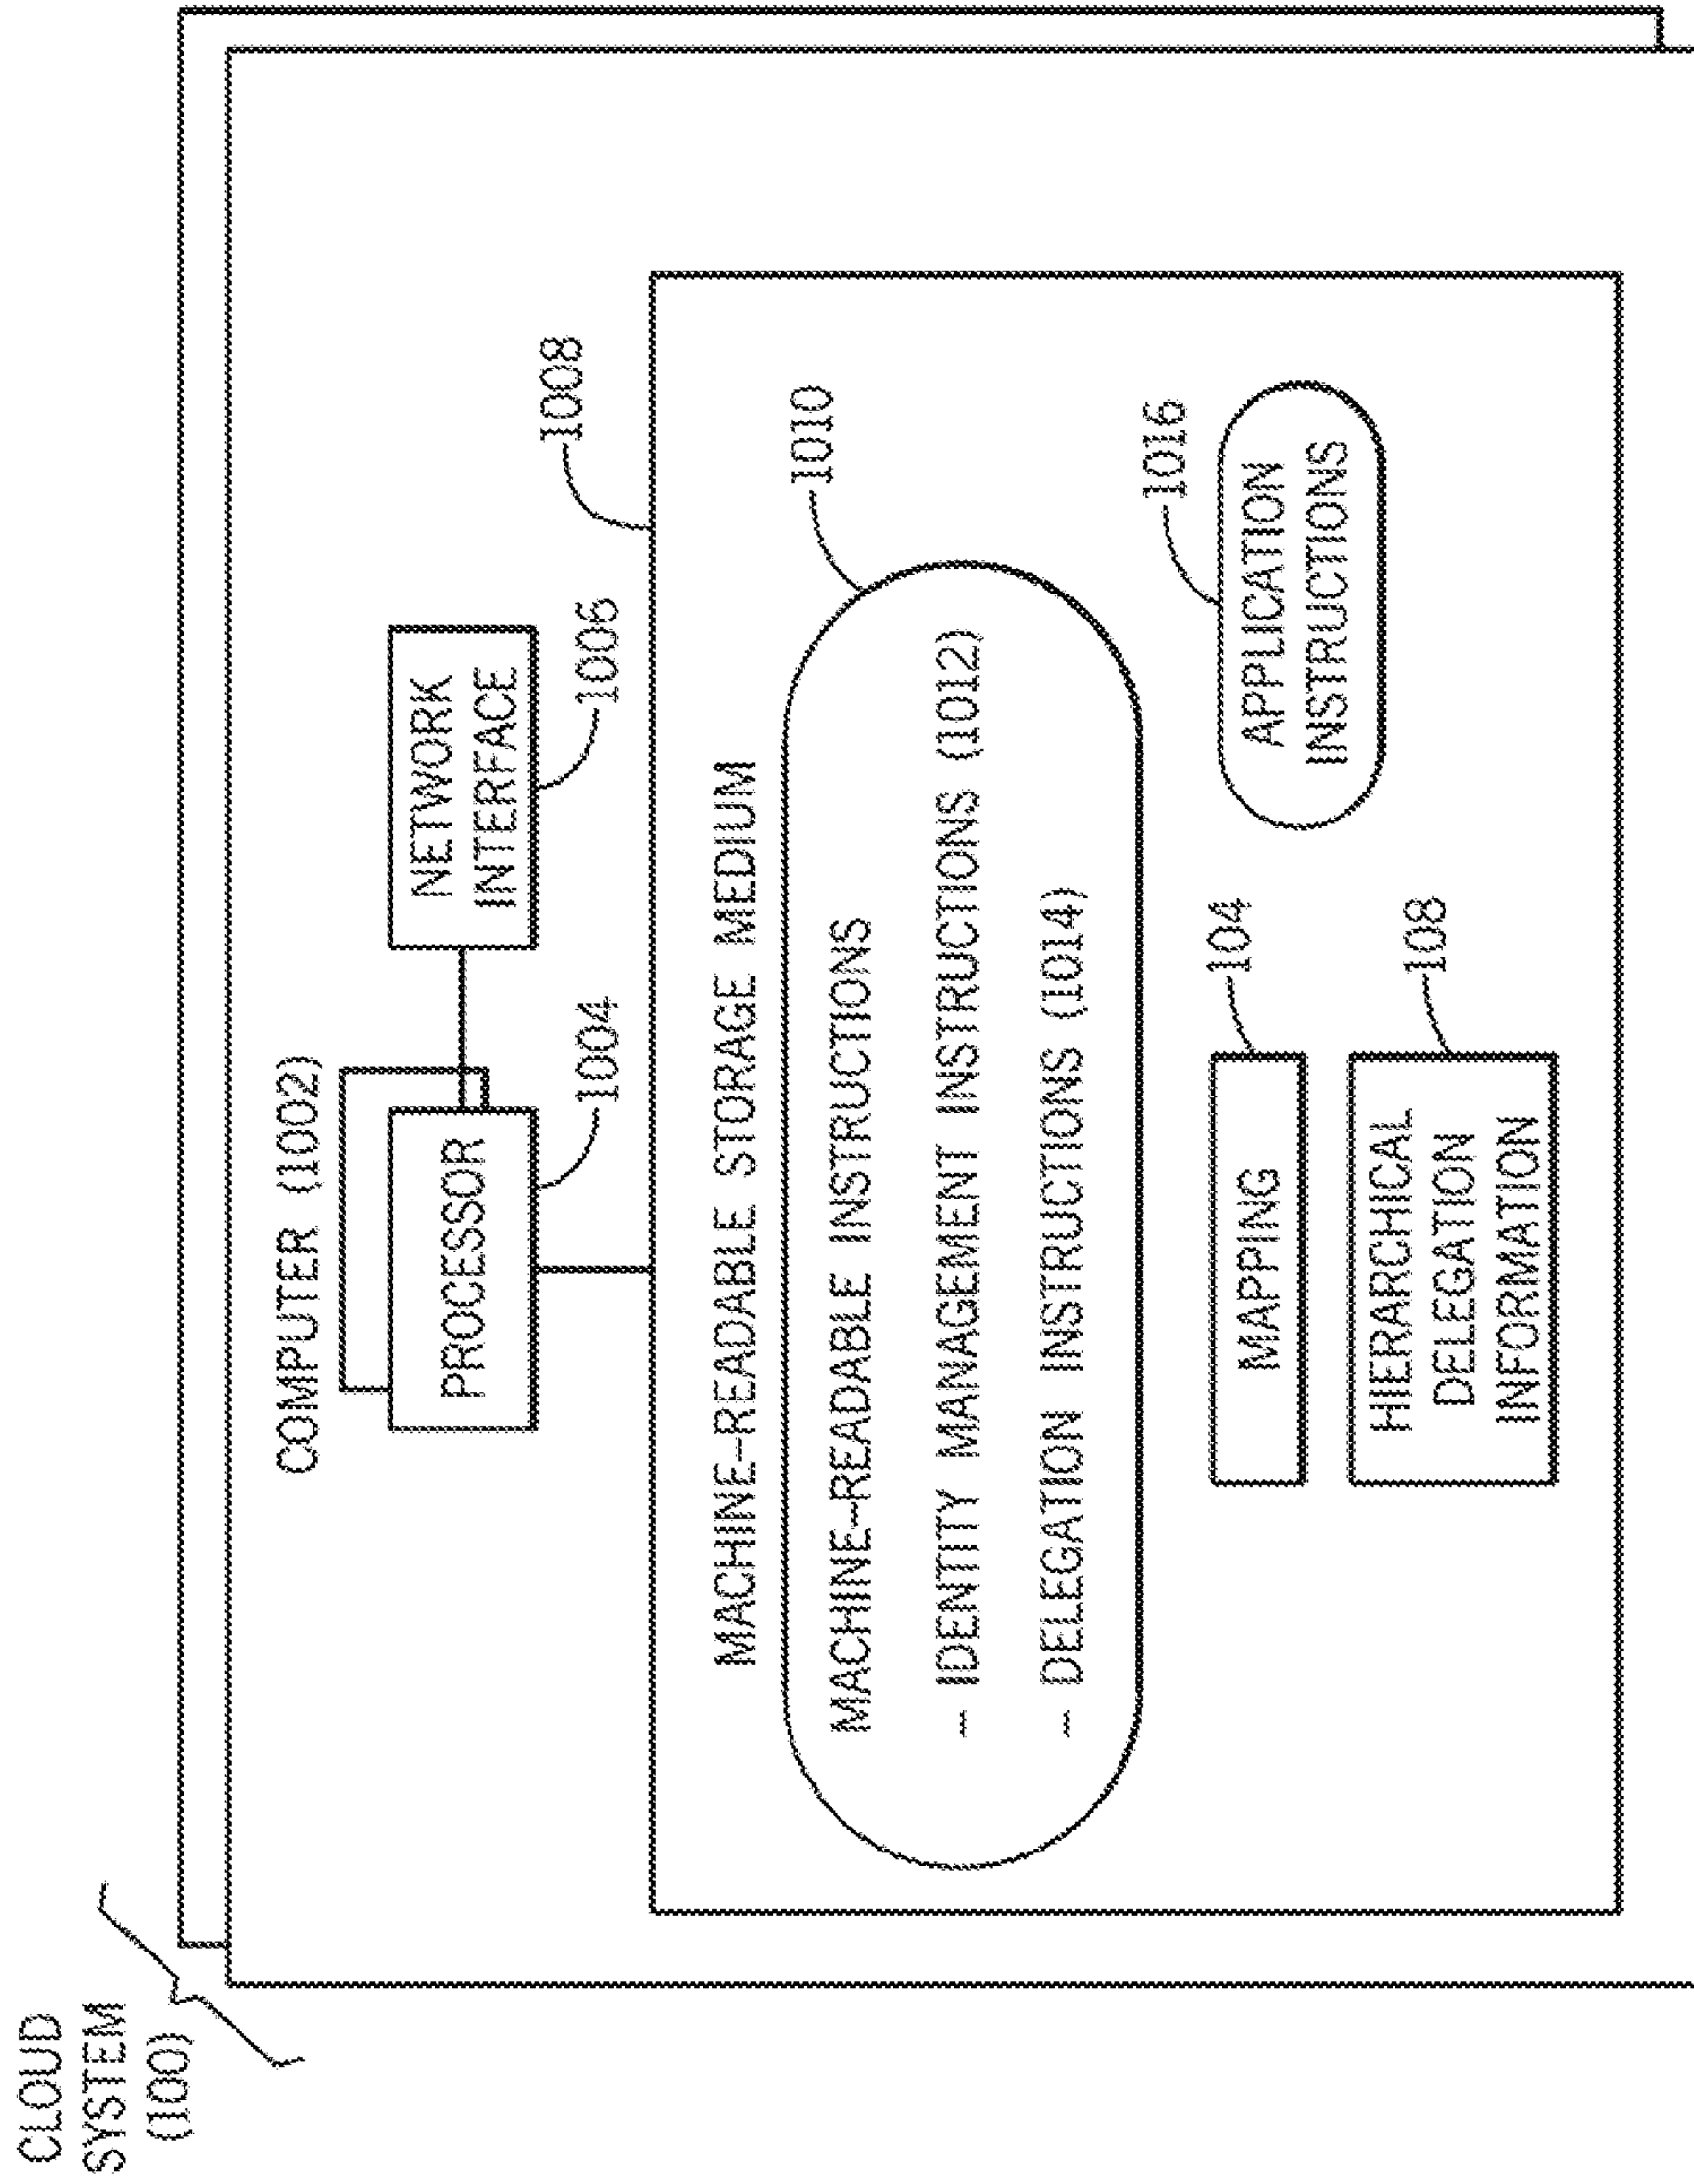 CLOUD
SYSTEM
(100)
COMPUTER (1002)
PROCESSOR
1004
NETWORK
INTERFACE
1006
1008
MACHINE-READABLE STORAGE MEDIUM
1010
MACHINE-READABLE INSTRUCTIONS
- IDENTITY MANAGEMENT INSTRUCTIONS (1012)
- DELEGATION INSTRUCTIONS (1014)
MAPPING
104
HIERARCHICAL
DELEGATION
INFORMATION
108
1016
APPLICATION
INSTRUCTIONS